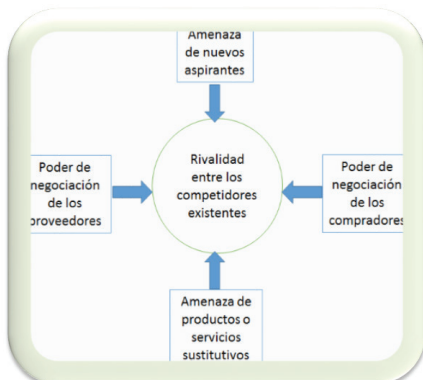 Amenaza
de nuevos
aspirantes
Poder de
negociación
de los
proveedores
Rivalidad
entre los
competidores
existentes
Poder de
negociación
de los
compradores
Amenaza de
productos o
servicios
sustitutivos